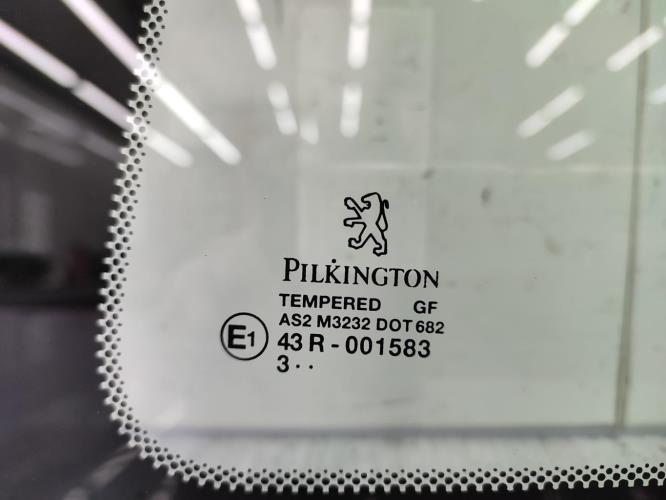 PILKINGTON
TEMPERED GF
AS2 M3232 DOT 682
E1
43 R - 001583
3 · ·